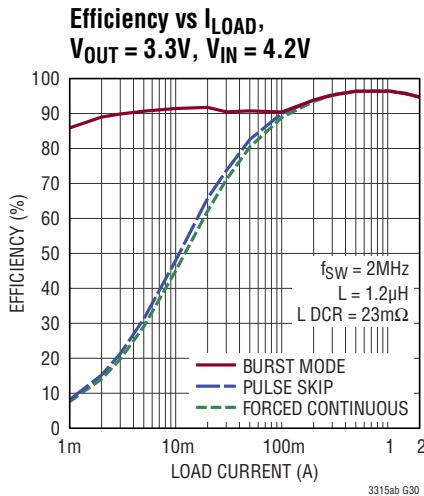 Efficiency vs ILOAD,
VOUT = 3.3V, VIN = 4.2V
100
90
80
70
60
50
40
30
20
10
0
EFFICIENCY (%)
fSW = 2MHz
L = 1.2µH
L DCR = 23mΩ
BURST MODE
PULSE SKIP
FORCED CONTINUOUS
1m 10m 100m 1 2
LOAD CURRENT (A)
3315ab G30